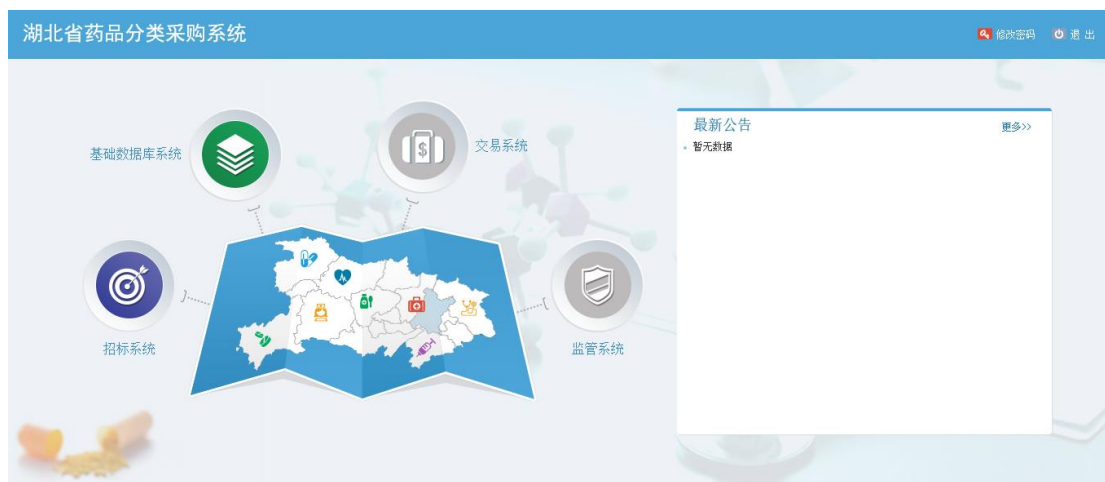 湖北省药品分类采购系统
修改密码 退 出
基础数据库系统
交易系统
招标系统
监管系统
最新公告 更多>>
暂无数据